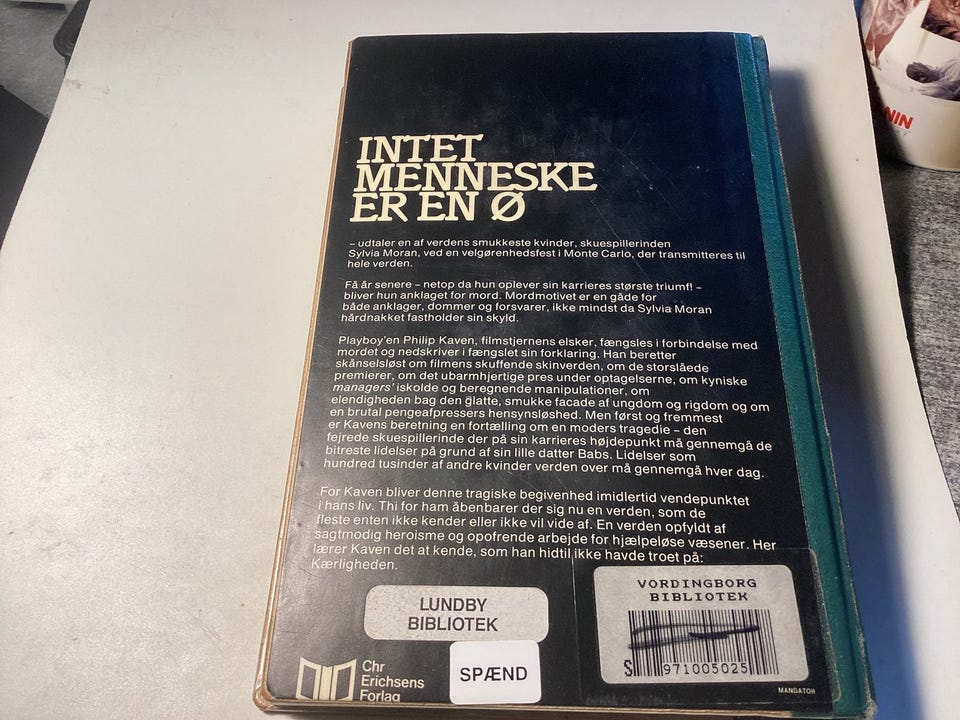 INTET
MENNESKE
ER EN Ø
– udtaler en af verdens smukkeste kvinder, skuespillerinden
Sylvia Moran, ved en velgørenhedsfest i Monte Carlo, der transmitteres til
hele verden.
Få år senere – netop da hun oplever sin karrieres største triumf! –
bliver hun anklaget for mord. Mordmotivet er en gåde for
både anklager, dommer og forsvarer, ikke mindst da Sylvia Moran
hårdnakket fastholder sin skyld.
Playboy'en Philip Kaven, filmstjernens elsker, fængsles i forbindelse med
mordet og nedskriver i fængslet sin forklaring. Han beretter
skånselsløst om filmens skuffende skinverden, om de storslåede
premierer, om det ubarmhjertige pres under optagelserne, om kyniske
managers' iskolde og beregnende manipulationer, om
elendigheden bag den glatte, smukke facade af ungdom og rigdom og om
en brutal pengeafpressers hensynsløshed. Men først og fremmest
er Kavens beretning en fortælling om en moders tragedie – den
fejrede skuespillerinde der på sin karrieres højdepunkt må gennemgå de
bitreste lidelser på grund af sin lille datter Babs. Lidelser som
hundred tusinder af andre kvinder verden over må gennemgå hver dag.
For Kaven bliver denne tragiske begivenhed imidlertid vendepunktet
i hans liv. Thi for ham åbenbarer der sig nu en verden, som de
fleste enten ikke kender eller ikke vil vide af. En verden opfyldt af
sagtmodig heroisme og opofrende arbejde for hjælpeløse væsener. Her
lærer Kaven det at kende, som han hidtil ikke havde troet på:
Kærligheden.
LUNDBY
BIBLIOTEK
VORDINGBORG
BIBLIOTEK
S 971005025
SPÆND
Chr
Erichsens
Forlag
MANDATOR
NIN